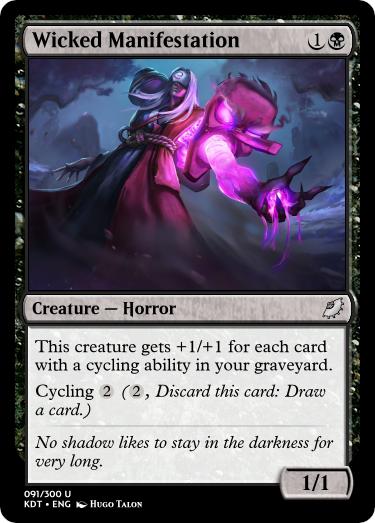 Wicked Manifestation 1
Creature — Horror
This creature gets +1/+1 for each card
with a cycling ability in your graveyard.
Cycling 2 (2, Discard this card: Draw
a card.)
No shadow likes to stay in the darkness for
very long.
1/1
091/300 U
KDT • ENG Hugo Talon